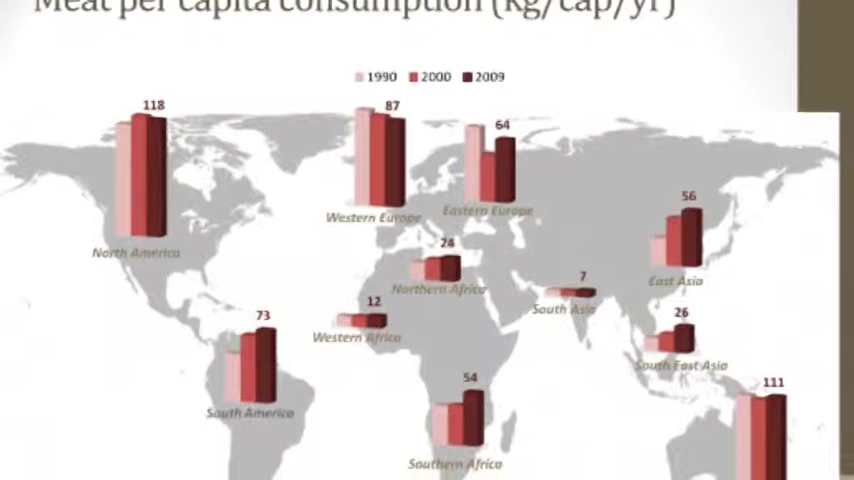 Meat per capita consumption (kg/cap/yr)
1990 2000 2009
118
87
64
North America
Western Europe
Eastern Europe
56
24
Northern Africa
7
South Asia
East Asia
12
Western Africa
26
South East Asia
73
South America
54
Southern Africa
111